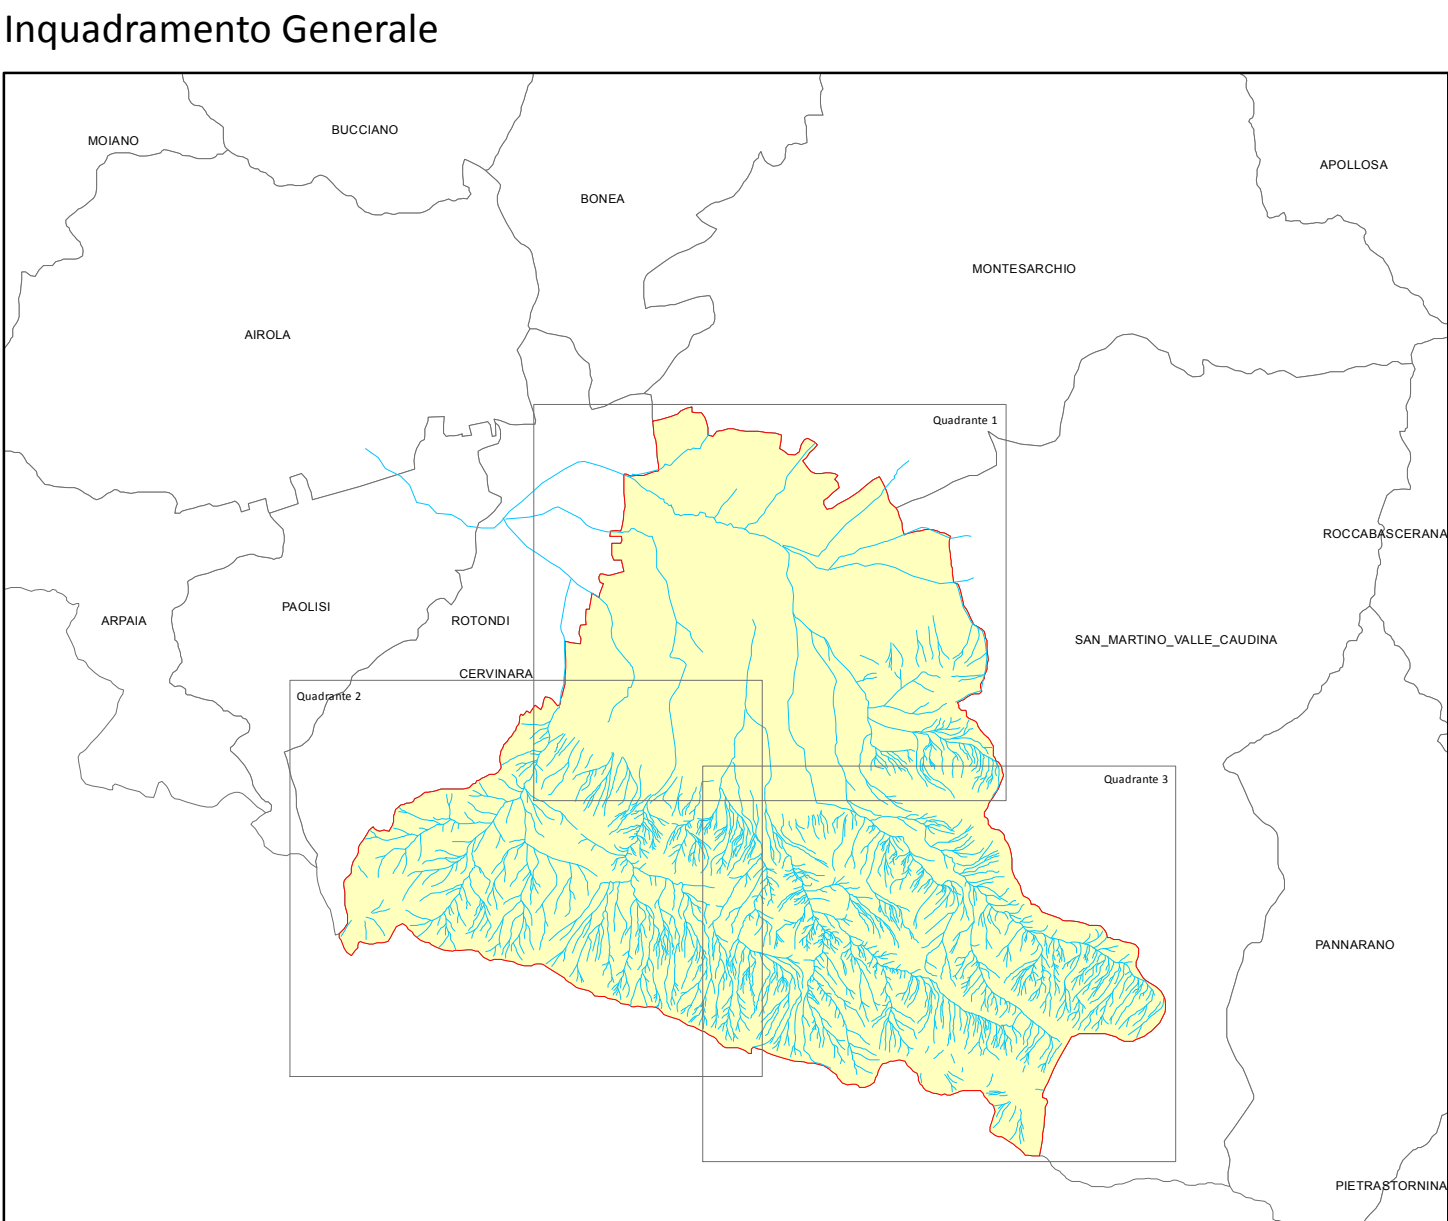 Inquadramento Generale
BUCCIANO
MOIANO
APOLLOSA
BONEA
MONTESARCHIO
AIROLA
Quadrante 1
ROCCABASCERANA
PAOLISI
ARPAIA
ROTONDI
SAN_MARTINO_VALLE_CAUDINA
CERVINARA
Quadrante 2
Quadrante 3
PANNARANO
PIETRASTORNINA